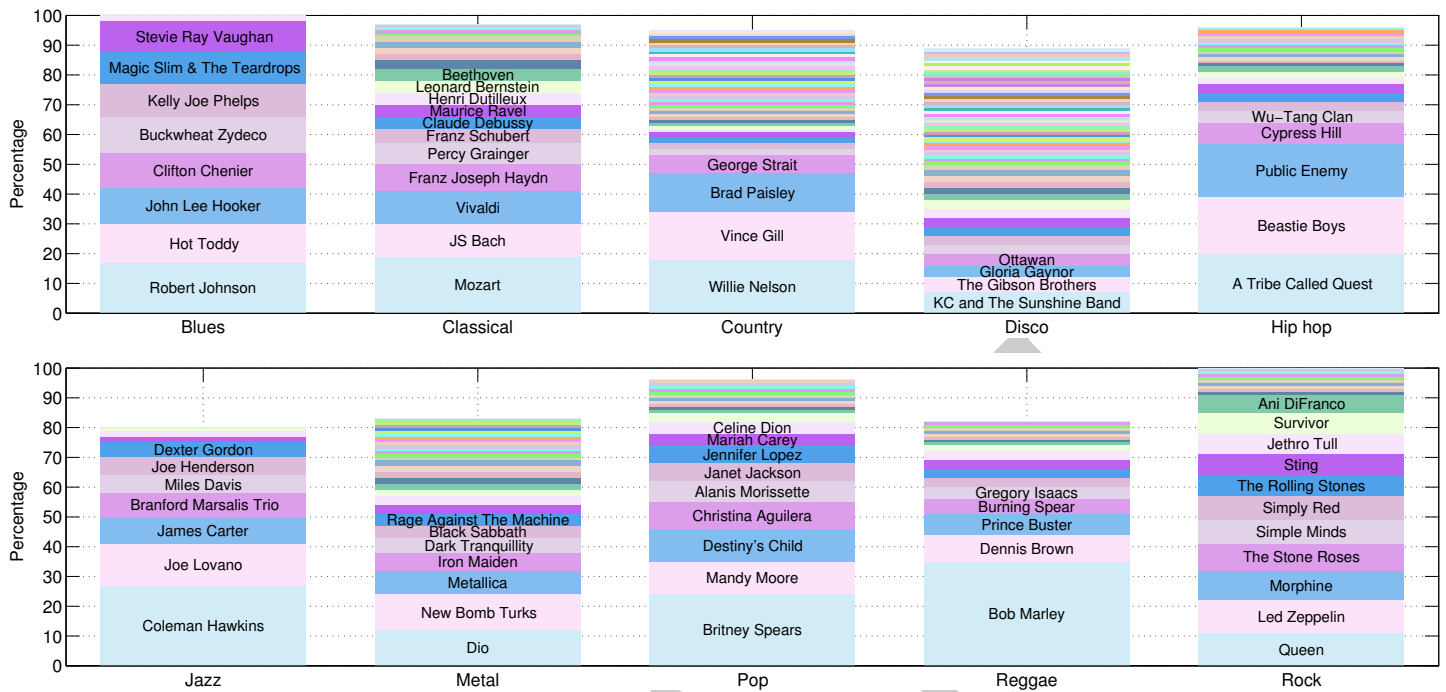 Percentage
100
90
80
70
60
50
40
30
20
10
0
Stevie Ray Vaughan
Magic Slim & The Teardrops
Kelly Joe Phelps
Buckwheat Zydeco
Clifton Chenier
John Lee Hooker
Hot Toddy
Robert Johnson
Blues
Beethoven
Leonard Bernstein
Henri Dutilleux
Maurice Ravel
Claude Debussy
Franz Schubert
Percy Grainger
Franz Joseph Haydn
Vivaldi
JS Bach
Mozart
Classical
George Strait
Brad Paisley
Vince Gill
Willie Nelson
Country
Ottawan
Gloria Gaynor
The Gibson Brothers
KC and The Sunshine Band
Disco
Wu−Tang Clan
Cypress Hill
Public Enemy
Beastie Boys
A Tribe Called Quest
Hip hop
Percentage
100
90
80
70
60
50
40
30
20
10
0
Dexter Gordon
Joe Henderson
Miles Davis
Branford Marsalis Trio
James Carter
Joe Lovano
Coleman Hawkins
Jazz
Rage Against The Machine
Black Sabbath
Dark Tranquillity
Iron Maiden
Metallica
New Bomb Turks
Dio
Metal
Celine Dion
Mariah Carey
Jennifer Lopez
Janet Jackson
Alanis Morissette
Christina Aguilera
Destiny's Child
Mandy Moore
Britney Spears
Pop
Gregory Isaacs
Burning Spear
Prince Buster
Dennis Brown
Bob Marley
Reggae
Ani DiFranco
Survivor
Jethro Tull
Sting
The Rolling Stones
Simply Red
Simple Minds
The Stone Roses
Morphine
Led Zeppelin
Queen
Rock